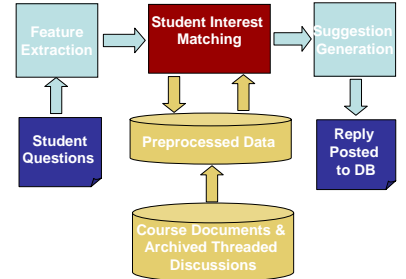 Feature
Extraction
Student Interest
Matching
Suggestion
Generation
Student
Questions
Preprocessed Data
Reply
Posted
to DB
Course Documents &
Archived Threaded
Discussions